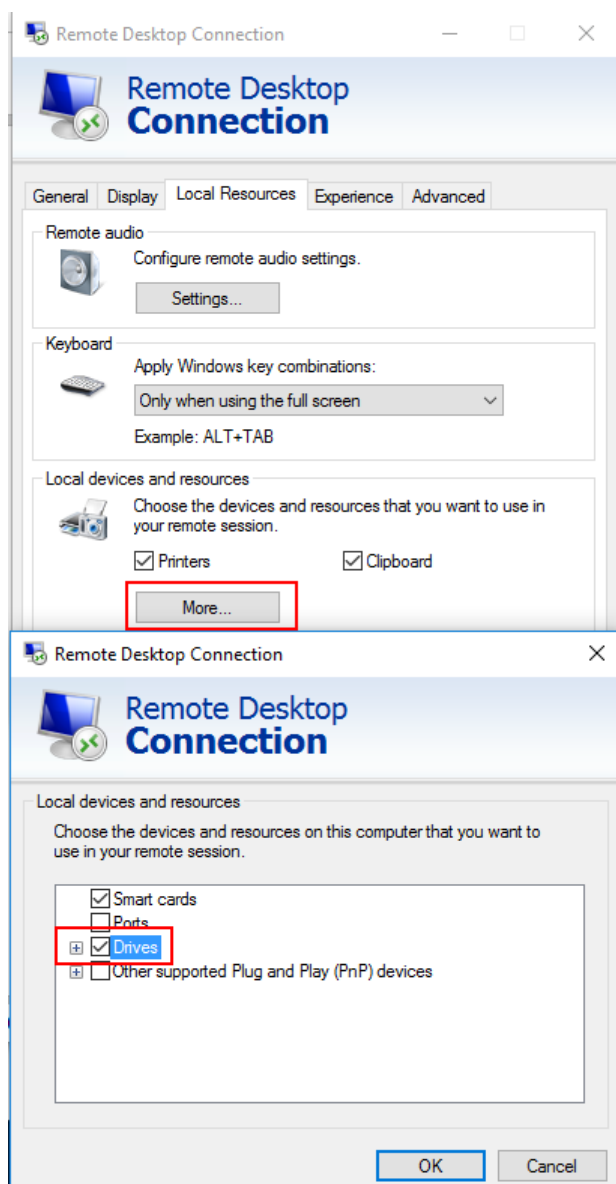 Remote Desktop Connection
Remote Desktop
Connection
General Display Local Resources Experience Advanced
Remote audio
Configure remote audio settings.
Settings...
Keyboard
Apply Windows key combinations:
Only when using the full screen
Example: ALT+TAB
Local devices and resources
Choose the devices and resources that you want to use in
your remote session.
Printers Clipboard
More...
Remote Desktop Connection
Remote Desktop
Connection
Local devices and resources
Choose the devices and resources on this computer that you want to
use in your remote session.
Smart cards
Ports
Drives
Other supported Plug and Play (PnP) devices
OK Cancel